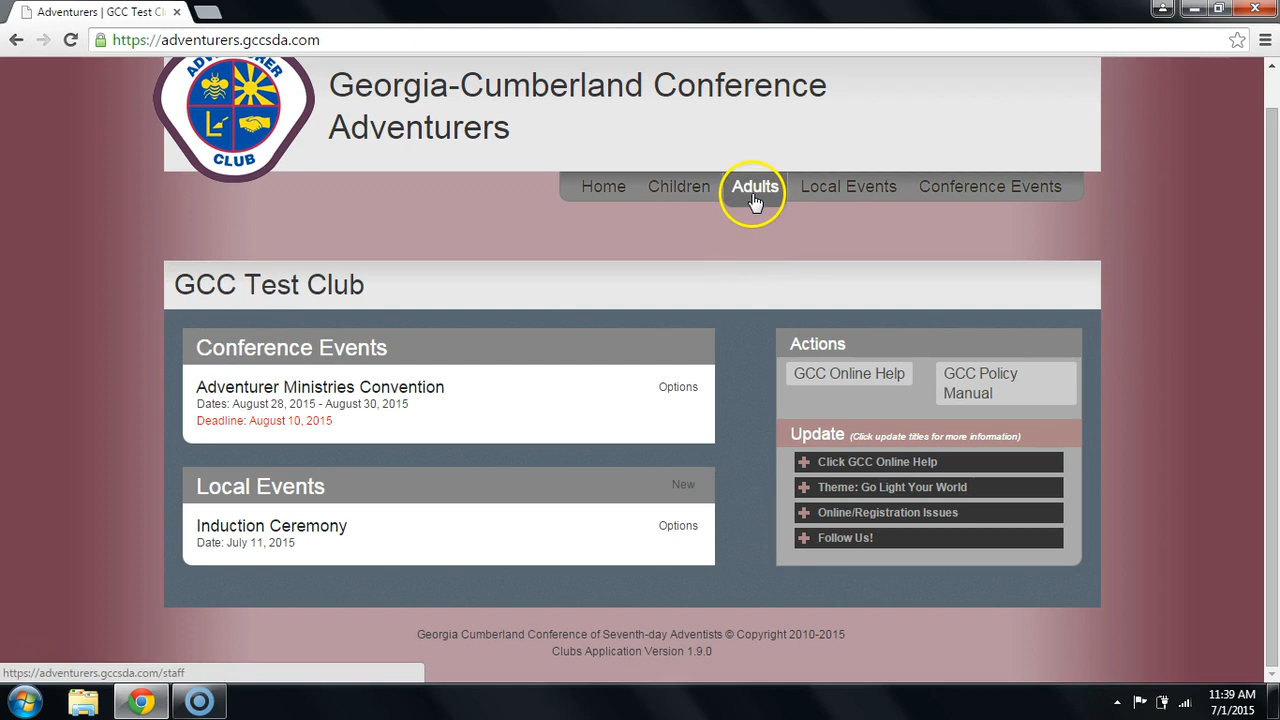 Adventurers | GCC Test Cl
https://adventurers.gccsda.com
ADVENTURER
CLUB
Georgia-Cumberland Conference
Adventurers
Home Children Adults Local Events Conference Events
GCC Test Club
Conference Events
Adventurer Ministries Convention Options
Dates: August 28, 2015 - August 30, 2015
Deadline: August 10, 2015
Local Events New
Induction Ceremony Options
Date: July 11, 2015
Actions
GCC Online Help
GCC Policy
Manual
Update (Click update titles for more information)
Click GCC Online Help
Theme: Go Light Your World
Online/Registration Issues
Follow Us!
Georgia Cumberland Conference of Seventh-day Adventists © Copyright 2010-2015
Clubs Application Version 1.9.0
https://adventurers.gccsda.com/staff
11:39 AM
7/1/2015